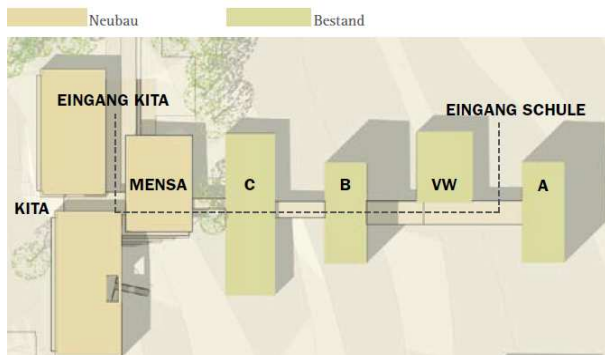 Neubau
Bestand
EINGANG KITA
EINGANG SCHULE
MENSA
C
B
VW
A
KITA